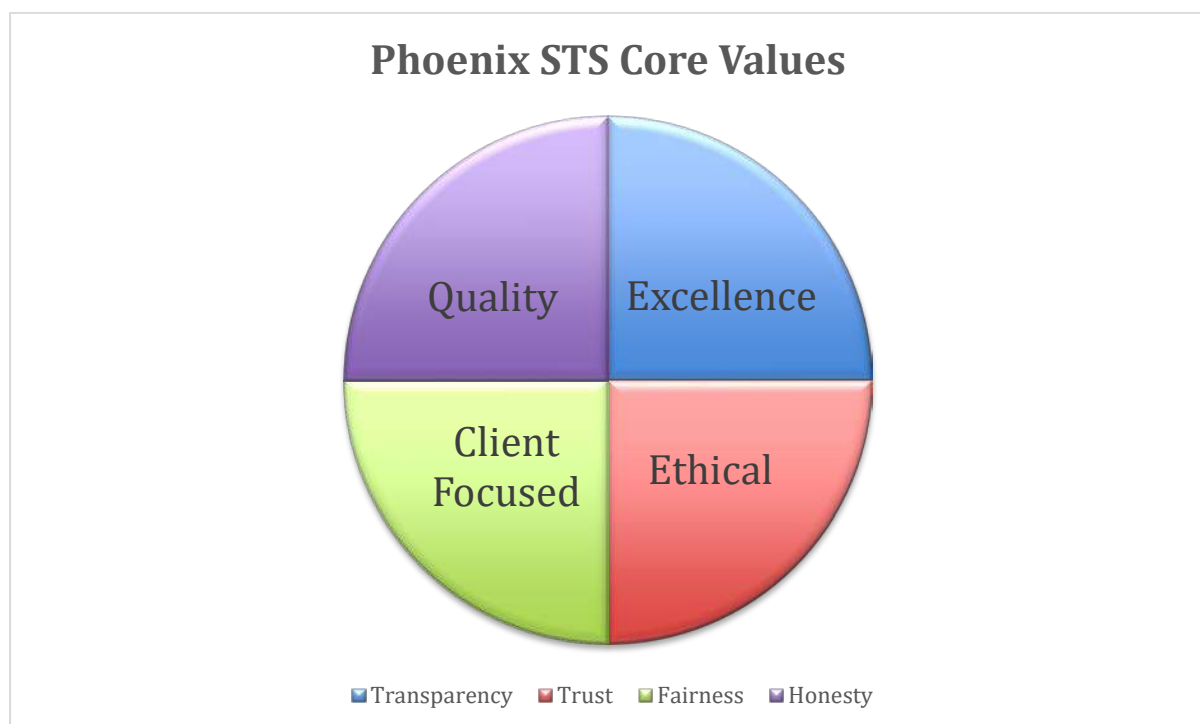 Phoenix STS Core Values
Quality
Excellence
Client
Focused
Ethical
Transparency Trust Fairness Honesty